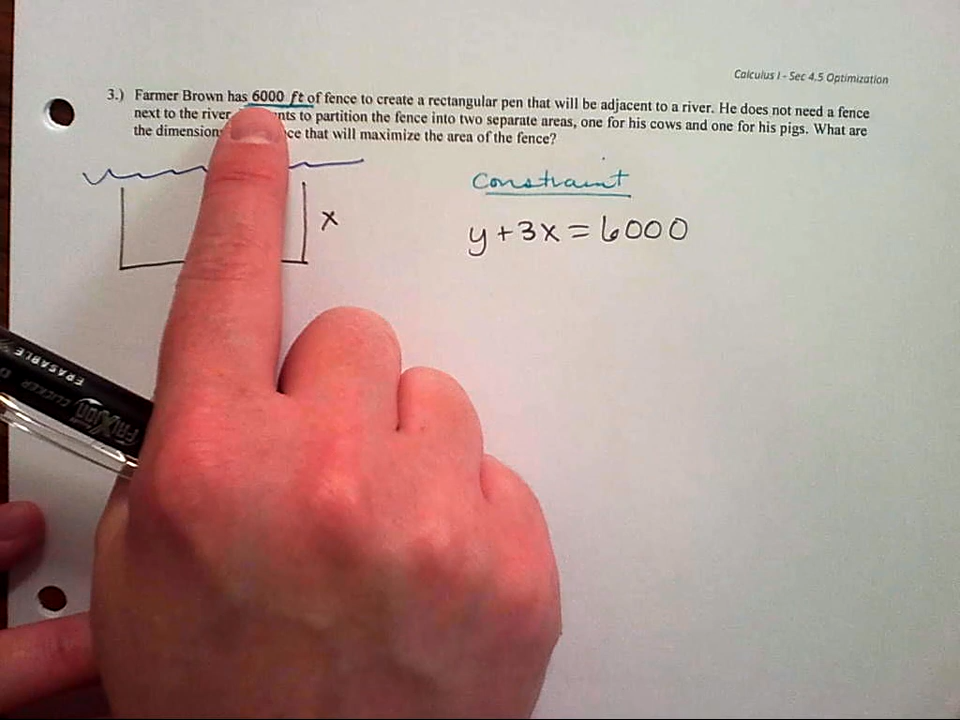 Calculus I - Sec 4.5 Optimization
3.) Farmer Brown has 6000 ft of fence to create a rectangular pen that will be adjacent to a river. He does not need a fence
next to the river to partition the fence into two separate areas, one for his cows and one for his pigs. What are
the that will maximize the area of the fence?
Constraint
x
y + 3x = 6000
ERASABLE
CLICKER
FRIXION